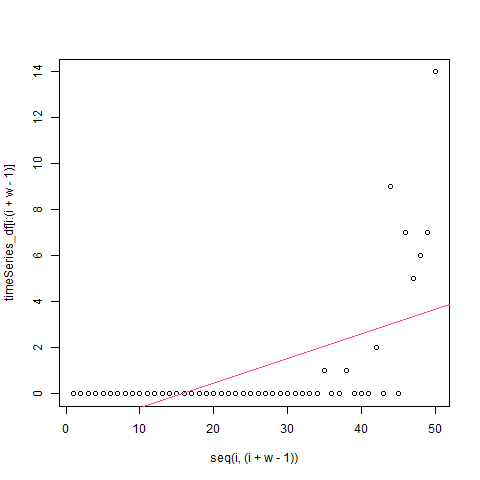 timeSeries_df[i:(i + w - 1)]
14
12
10
8
6
4
2
0
0 10 20 30 40 50
seq(i, (i + w - 1))